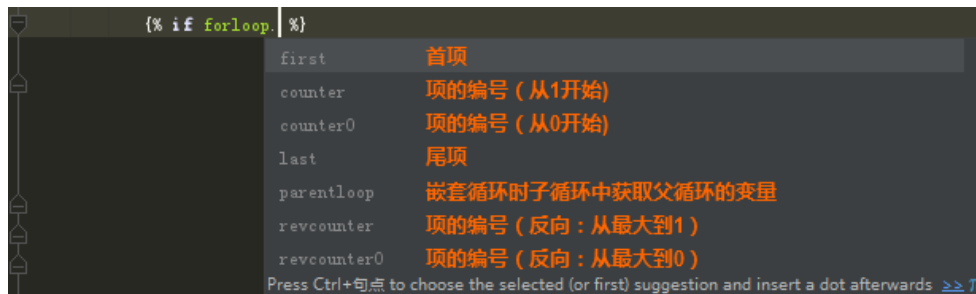 {% if forloop. %}
first 首项
counter 项的编号（从1开始)
counter0 项的编号（从0开始)
last 尾项
parentloop 嵌套循环时子循环中获取父循环的变量
revcounter 项的编号（反向：从最大到1）
revcounter0 项的编号（反向：从最大到0）
Press Ctrl+句点 to choose the selected (or first) suggestion and insert a dot afterwards >>